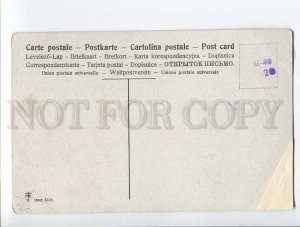 Carte postale — Postkarte — Cartolina postale — Post card
Levelező-Lap — Briefkaart — Brefkort — Karta korespondencyjna — Dopisnica
Correspondenzkarte — Tarjeta postal — Dopisnice — ОТКРЫТОЕ ПИСЬМО.
Union postale universelle — Weltpostverein — Unione postale universale
20
NOT FOR COPY